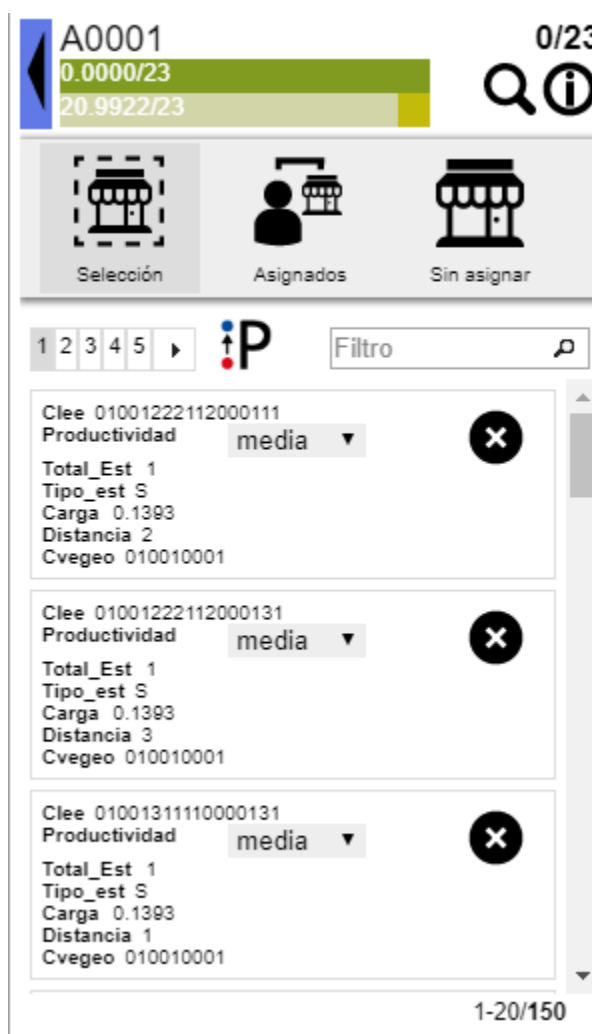 A0001
0/23
0.0000/23
20.9922/23
Selección
Asignados
Sin asignar
1 2 3 4 5
P
Filtro
Clee 01001222112000111
Productividad media
Total_Est 1
Tipo_est S
Carga 0.1393
Distancia 2
Cvegeo 010010001
Clee 01001222112000131
Productividad media
Total_Est 1
Tipo_est S
Carga 0.1393
Distancia 3
Cvegeo 010010001
Clee 01001311110000131
Productividad media
Total_Est 1
Tipo_est S
Carga 0.1393
Distancia 1
Cvegeo 010010001
1-20/150